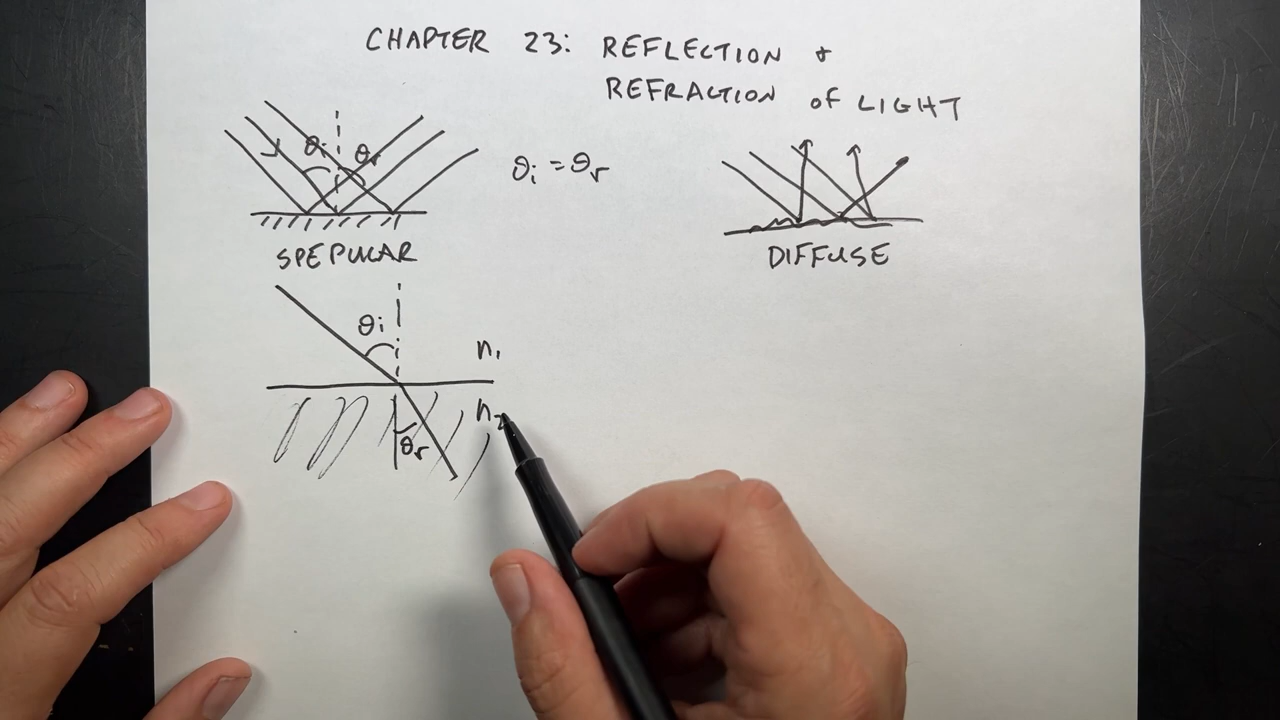 CHAPTER 23: REFLECTION &
REFRACTION of LIGHT
θi θr
θi = θr
SPEPULAR
DIFFUSE
θi
n1
n2
θr